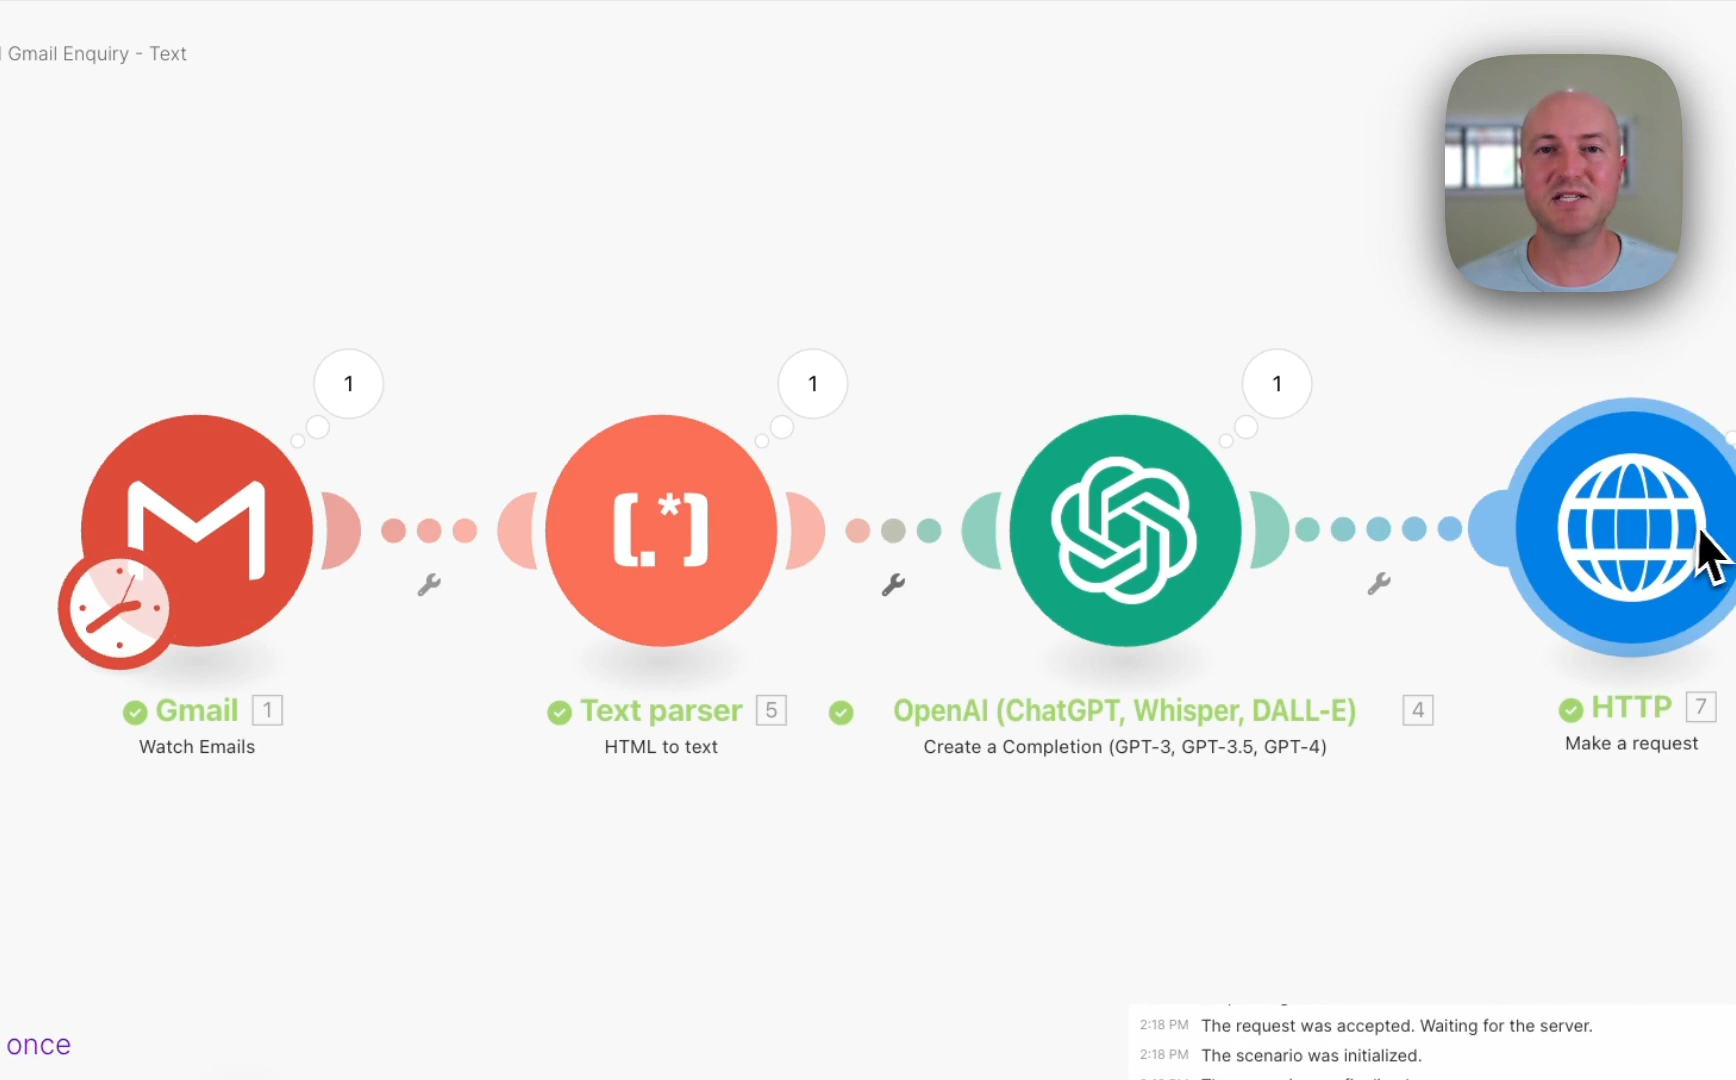 Gmail Enquiry - Text
1
1
1
[.*]
Gmail 1
Watch Emails
Text parser 5
HTML to text
OpenAI (ChatGPT, Whisper, DALL-E) 4
Create a Completion (GPT-3, GPT-3.5, GPT-4)
HTTP 7
Make a request
once
2:18 PM The request was accepted. Waiting for the server.
2:18 PM The scenario was initialized.